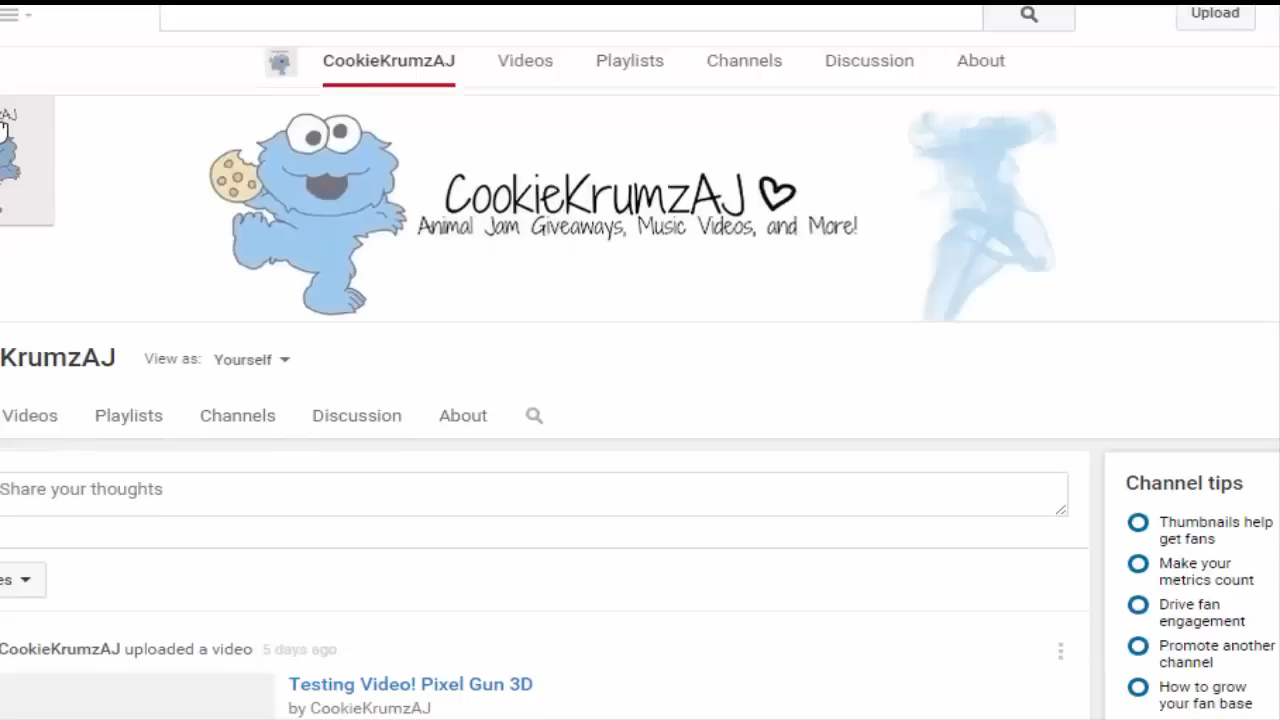 Upload
CookieKrumzAJ Videos Playlists Channels Discussion About
CookieKrumzAJ
Animal Jam Giveaways, Music Videos, and More!
KrumzAJ View as: Yourself
Videos Playlists Channels Discussion About
Share your thoughts
Channel tips
Thumbnails help
get fans
Make your
metrics count
Drive fan
engagement
Promote another
channel
How to grow
your fan base
es
CookieKrumzAJ uploaded a video 5 days ago
Testing Video! Pixel Gun 3D
by CookieKrumzAJ